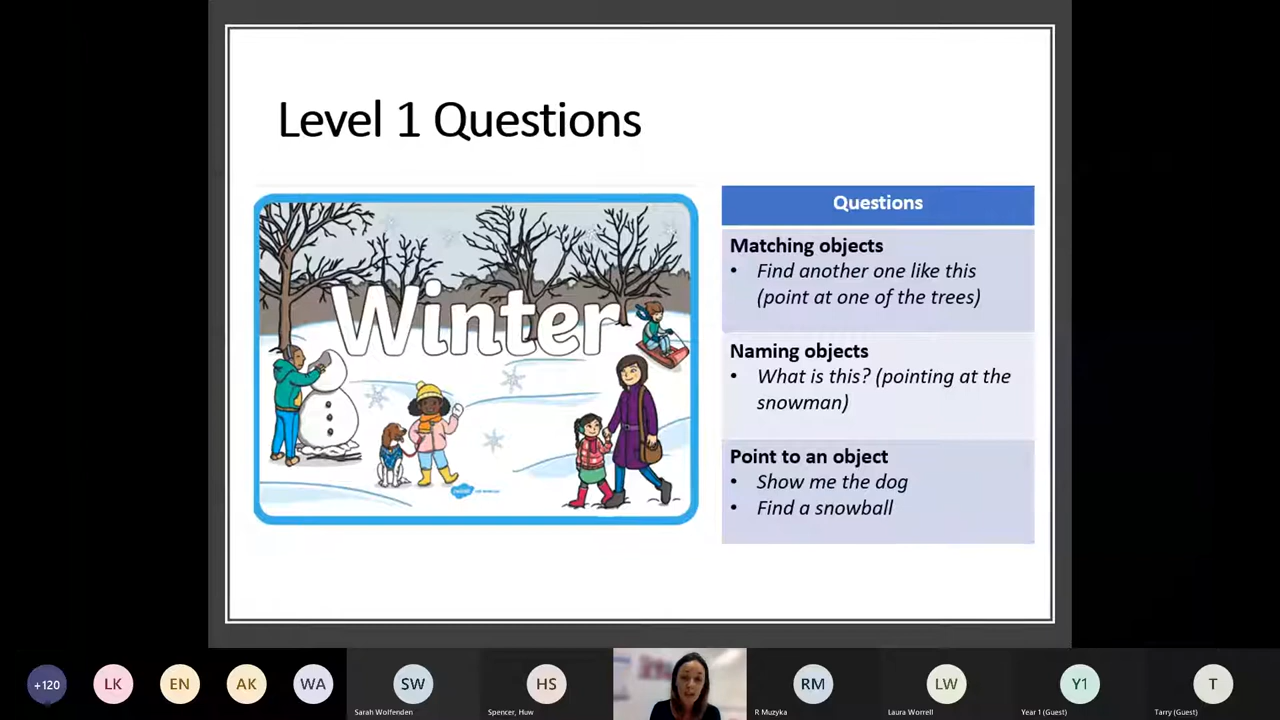 Level 1 Questions
Winter
Questions
Matching objects
• Find another one like this
(point at one of the trees)
Naming objects
• What is this? (pointing at the
snowman)
Point to an object
• Show me the dog
• Find a snowball
+120
LK
EN
AK
WA
SW
HS
RM
LW
Y1
T
Sarah Wolfenden
Spencer, Huw
R Muzyka
Laura Worrell
Year 1 (Guest)
Tarry (Guest)